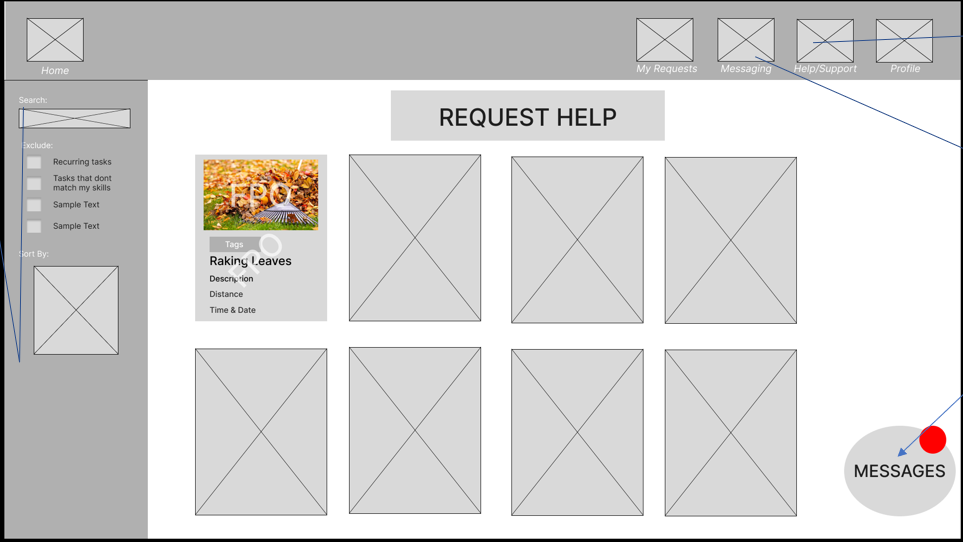 Home
My Requests
Messaging
Help/Support
Profile
Search:
Exclude:
Recurring tasks
Tasks that dont
match my skills
Sample Text
Sample Text
Sort By:
REQUEST HELP
FPO
Tags
FPO
Raking Leaves
Description
Distance
Time & Date
MESSAGES